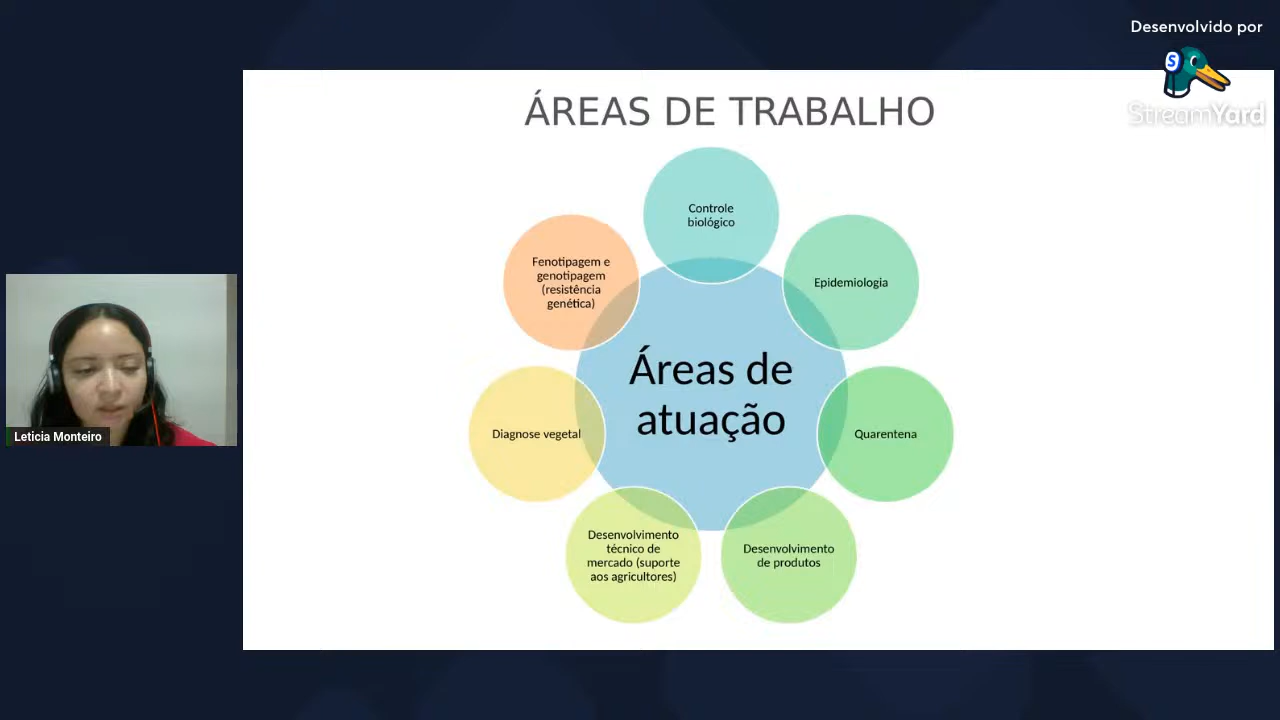 Desenvolvido por
StreamYard
ÁREAS DE TRABALHO
Controle
biológico
Fenotipagem e
genotipagem
(resistência
genética)
Epidemiologia
Áreas de
atuação
Diagnose vegetal
Quarentena
Desenvolvimento
técnico de
mercado (suporte
aos agricultores)
Desenvolvimento
de produtos
Leticia Monteiro